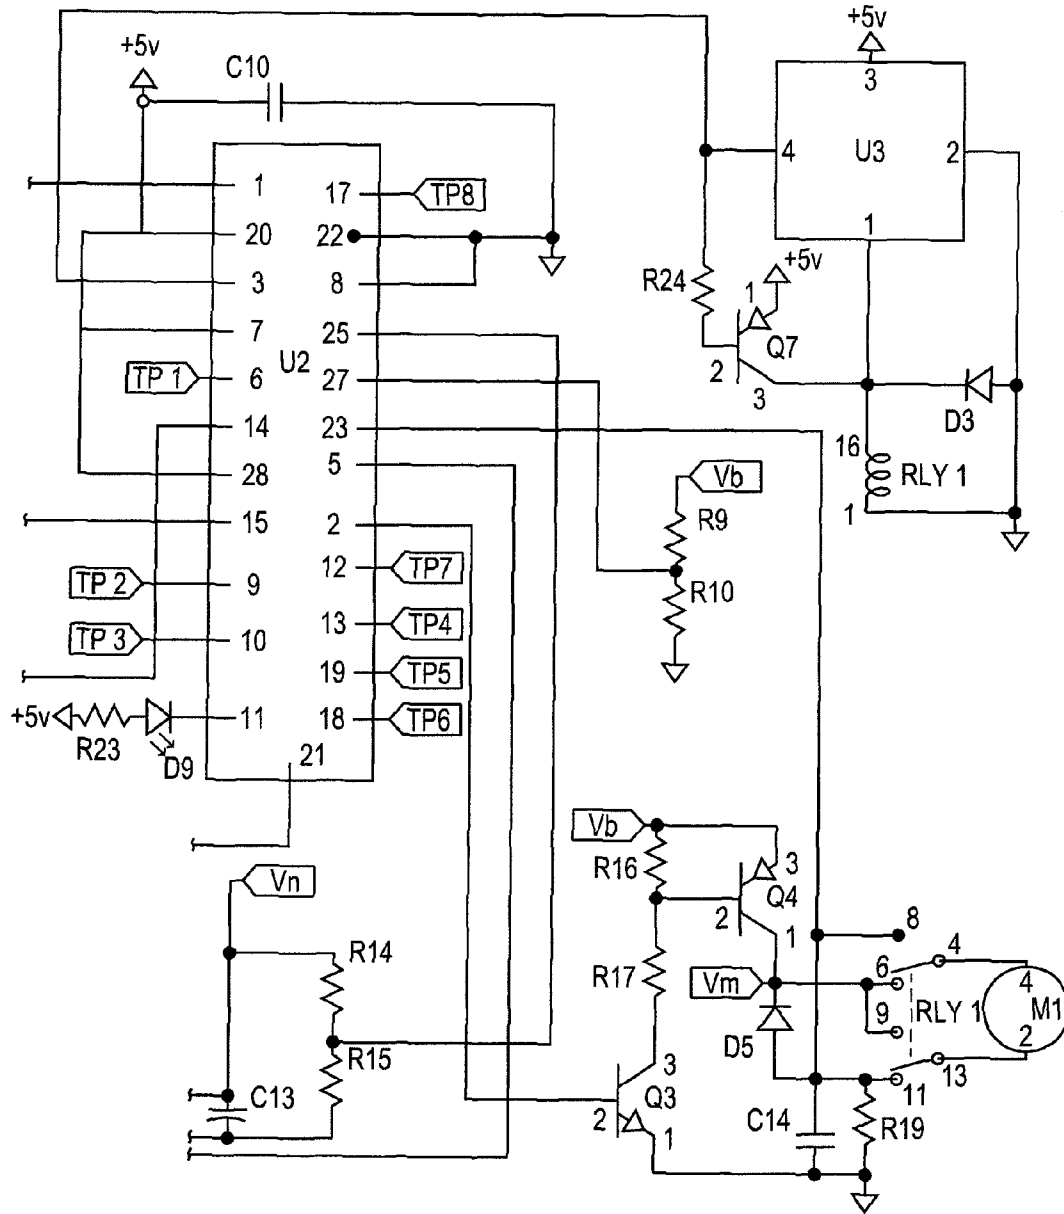 +5v
+5v
C10
3
4
U3
2
1
1
17
TP8
20
22
3
8
+5v
R24
1
Q7
2
3
7
25
U2
TP 1
6
27
D3
14
23
16
RLY 1
28
5
Vb
1
15
2
R9
TP 2
9
12
TP7
R10
TP 3
10
13
TP4
19
TP5
+5v
R23
D9
11
18
TP6
21
Vb
R16
3
Q4
2
1
Vn
8
R14
R17
4
Vm
6
9
RLY 1
4
M1
2
D5
R15
3
13
11
C13
Q3
2
1
C14
R19